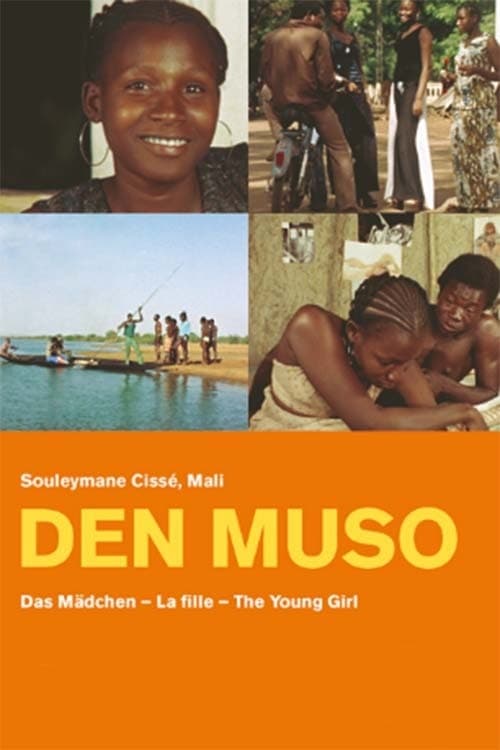 Souleymane Cissé, Mali
DEN MUSO
Das Mädchen – La fille – The Young Girl